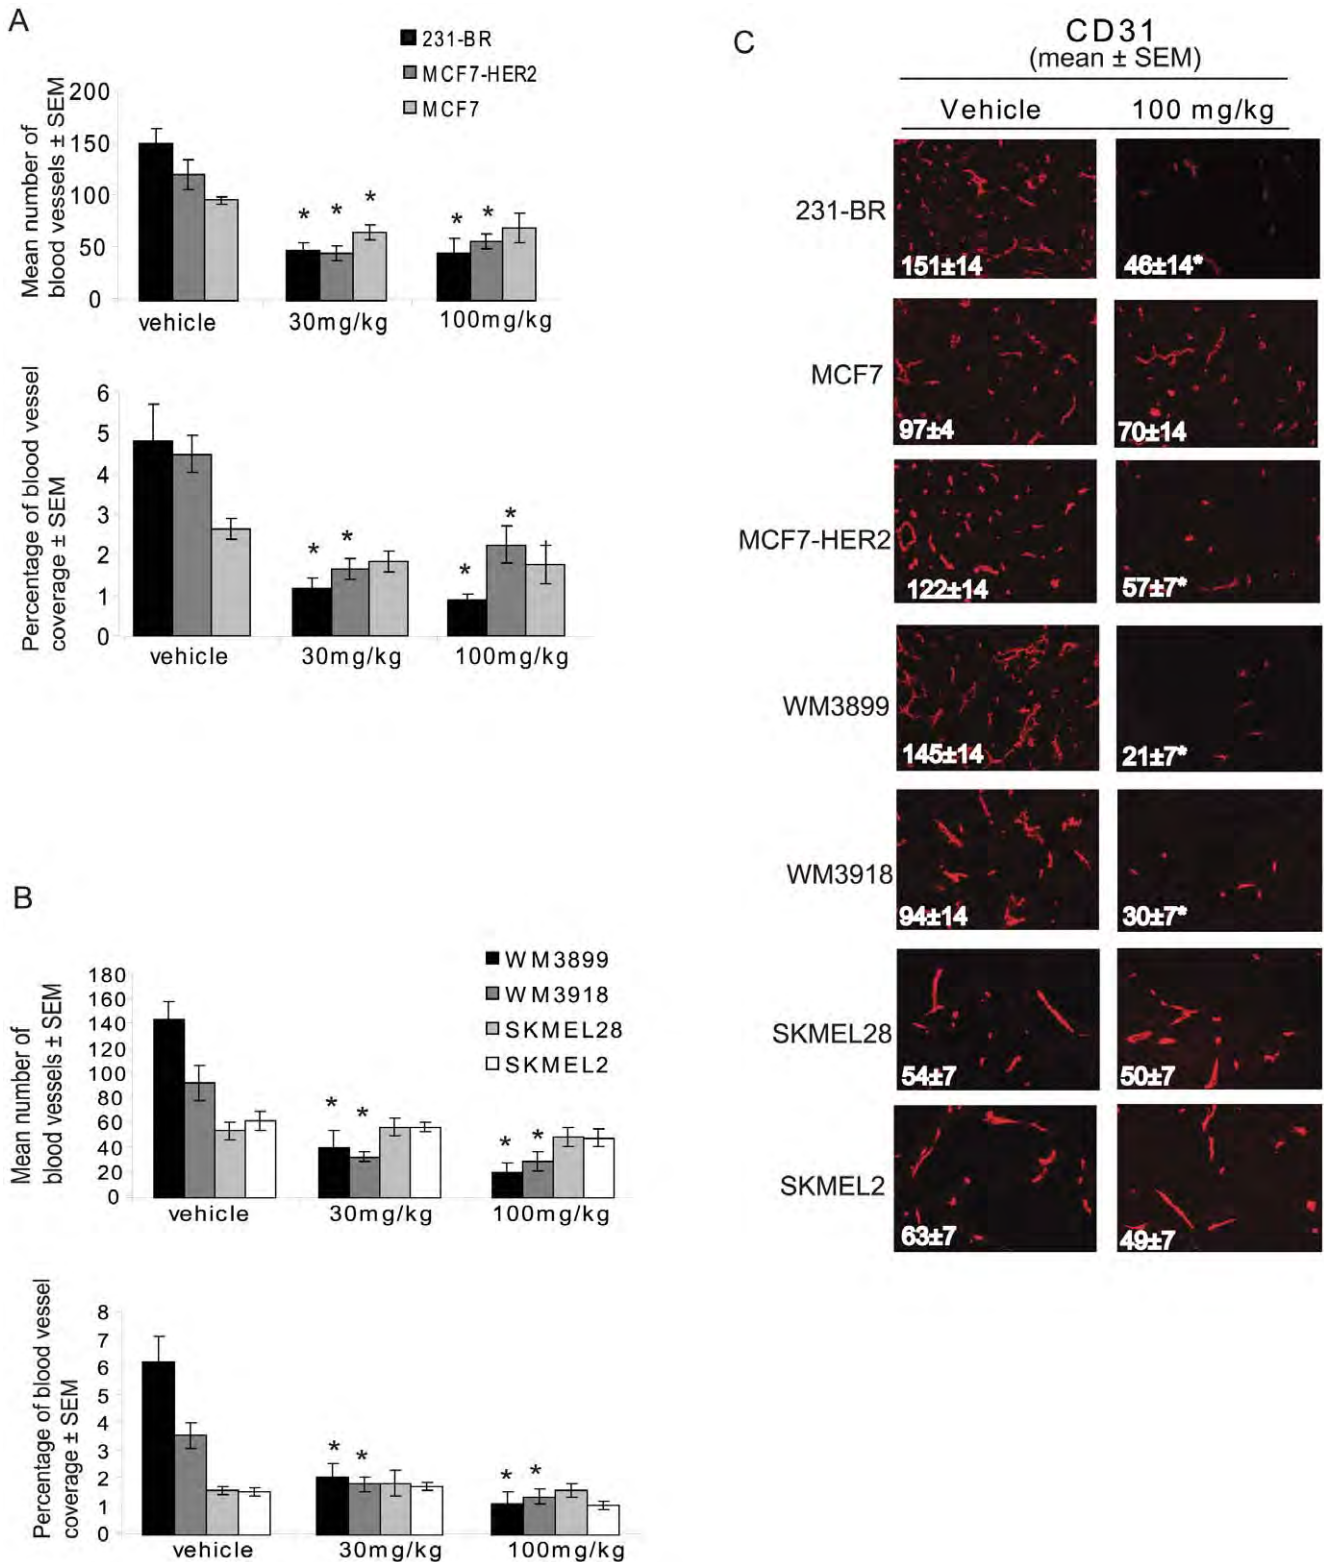 A
231-BR
MCF7-HER2
MCF7
Mean number of
blood vessels ± SEM
200
150
100
50
0
* * *
* *
vehicle 30mg/kg 100mg/kg
Percentage of blood vessel
coverage ± SEM
6
5
4
3
2
1
0
* *
* *
vehicle 30mg/kg 100mg/kg
B
WM3899
WM3918
SKMEL28
SKMEL2
Mean number of
blood vessels ± SEM
180
160
140
120
100
80
60
40
20
0
* *
* *
vehicle 30mg/kg 100mg/kg
Percentage of blood vessel
coverage ± SEM
8
7
6
5
4
3
2
1
0
* *
* *
vehicle 30mg/kg 100mg/kg
C
CD31
(mean ± SEM)
Vehicle 100 mg/kg
231-BR 151±14 46±14*
MCF7 97±4 70±14
MCF7-HER2 122±14 57±7*
WM3899 145±14 21±7*
WM3918 94±14 30±7*
SKMEL28 54±7 50±7
SKMEL2 63±7 49±7